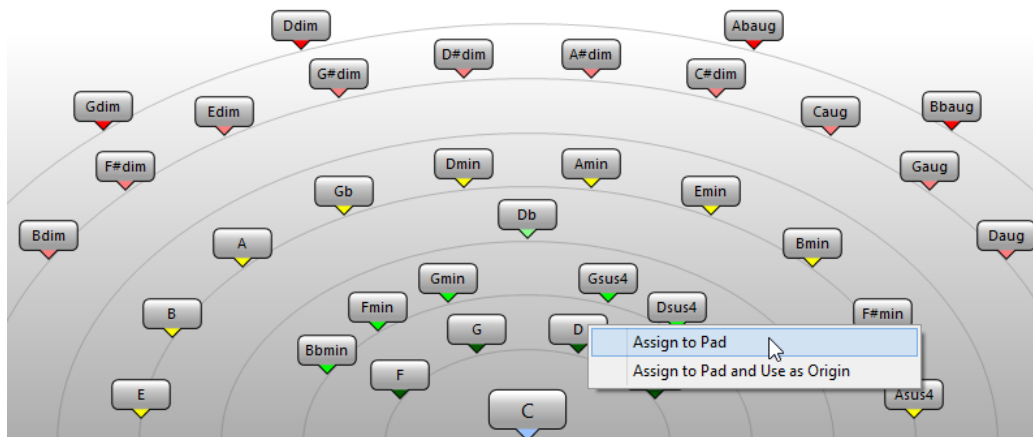 Ddim
Abaug
D#dim
A#dim
G#dim
C#dim
Gdim
Edim
Caug
Bbaug
F#dim
Dmin
Amin
Gaug
Gb
Emin
Db
Bdim
A
Bmin
Daug
Gmin
Gsus4
B
Fmin
Dsus4
F#min
G
D
Bbmin
Assign to Pad
Assign to Pad and Use as Origin
E
F
C
Asus4